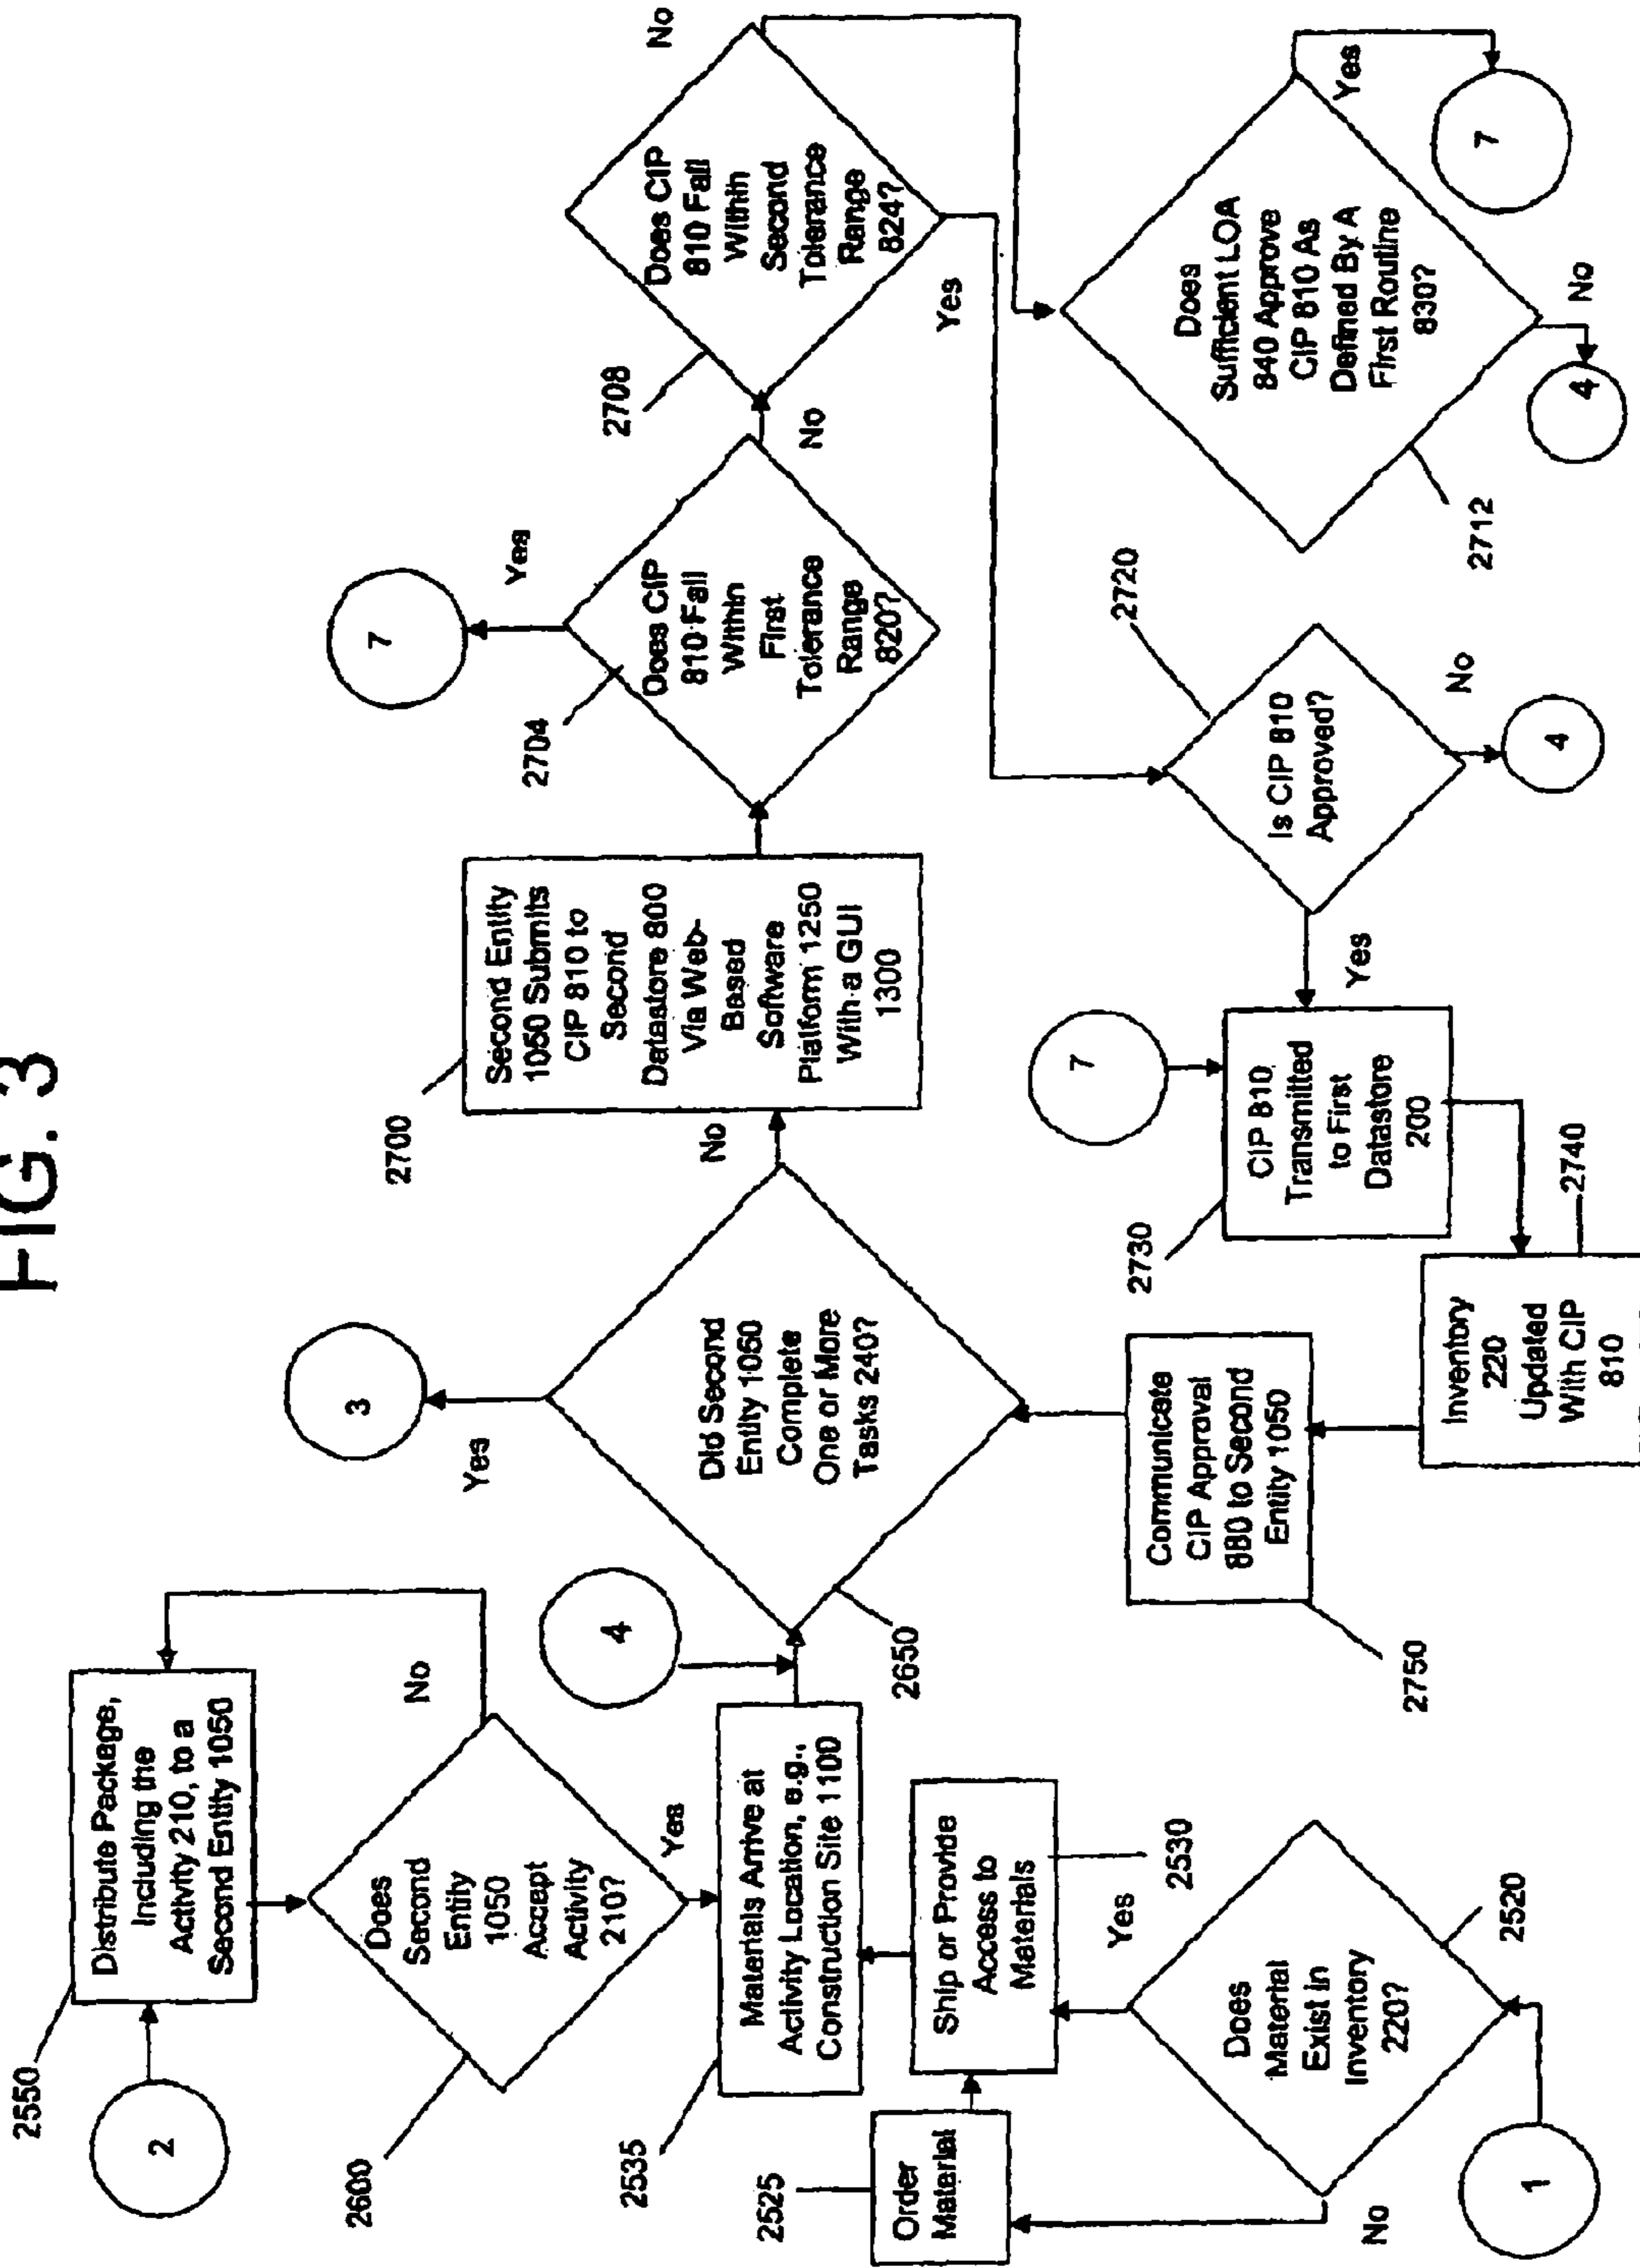 FIG. 3
2550
2
Distribute Package,
Including the
Activity 210, to a
Second Entity 1050
2600
Does
Second
Entity
1050
Accept
Activity
210?
No
Yes
2535
Materials Arrive at
Activity Location, e.g.,
Construction Site 1100
2525
Order
Material
Ship or Provide
Access to
Materials
2530
Yes
Does
Material
Exist in
Inventory
220?
2520
No
1
3
Yes
4
Did Second
Entity 1050
Complete
One or More
Tasks 240?
2650
No
2700
Second Entity
1050 Submits
CIP 810 to
Second
Datastore 800
Via Web-
Based
Software
Platform 1250
With a GUI
1300
7
Yes
2704
Does CIP
810 Fall
Within
First
Tolerance
Range
820?
No
2708
Does CIP
810 Fall
Within
Second
Tolerance
Range
824?
No
Yes
Does
Sufficient LOA
840 Approve
CIP 810 As
Defined By A
First Routine
830?
Yes
7
No
4
2712
2720
Is CIP 810
Approved?
No
4
Yes
7
2730
CIP 810
Transmitted
to First
Datastore
200
2740
Inventory
220
Updated
With CIP
810
Communicate
CIP Approval
880 to Second
Entity 1050
2750